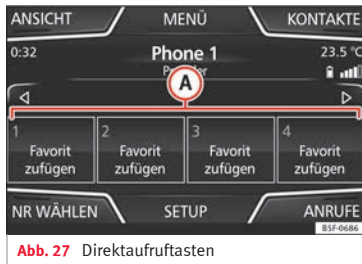 ANSICHT MENÜ KONTAKTE
0:32 Phone 1 23.5 °C
A
1 2 3 4
Favorit Favorit Favorit Favorit
zufügen zufügen zufügen zufügen
NR WÄHLEN SETUP ANRUFE
B5F-0686
Abb. 27 Direktaufruftasten